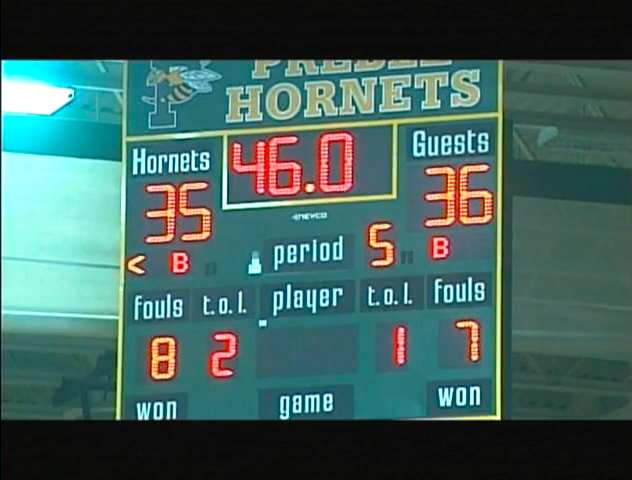 PREBLE
HORNETS
Hornets 46.0 Guests
35 36
NEVCO
< B period 5 B
fouls t.o.l. player t.o.l. fouls
8 2 1 7
won game won